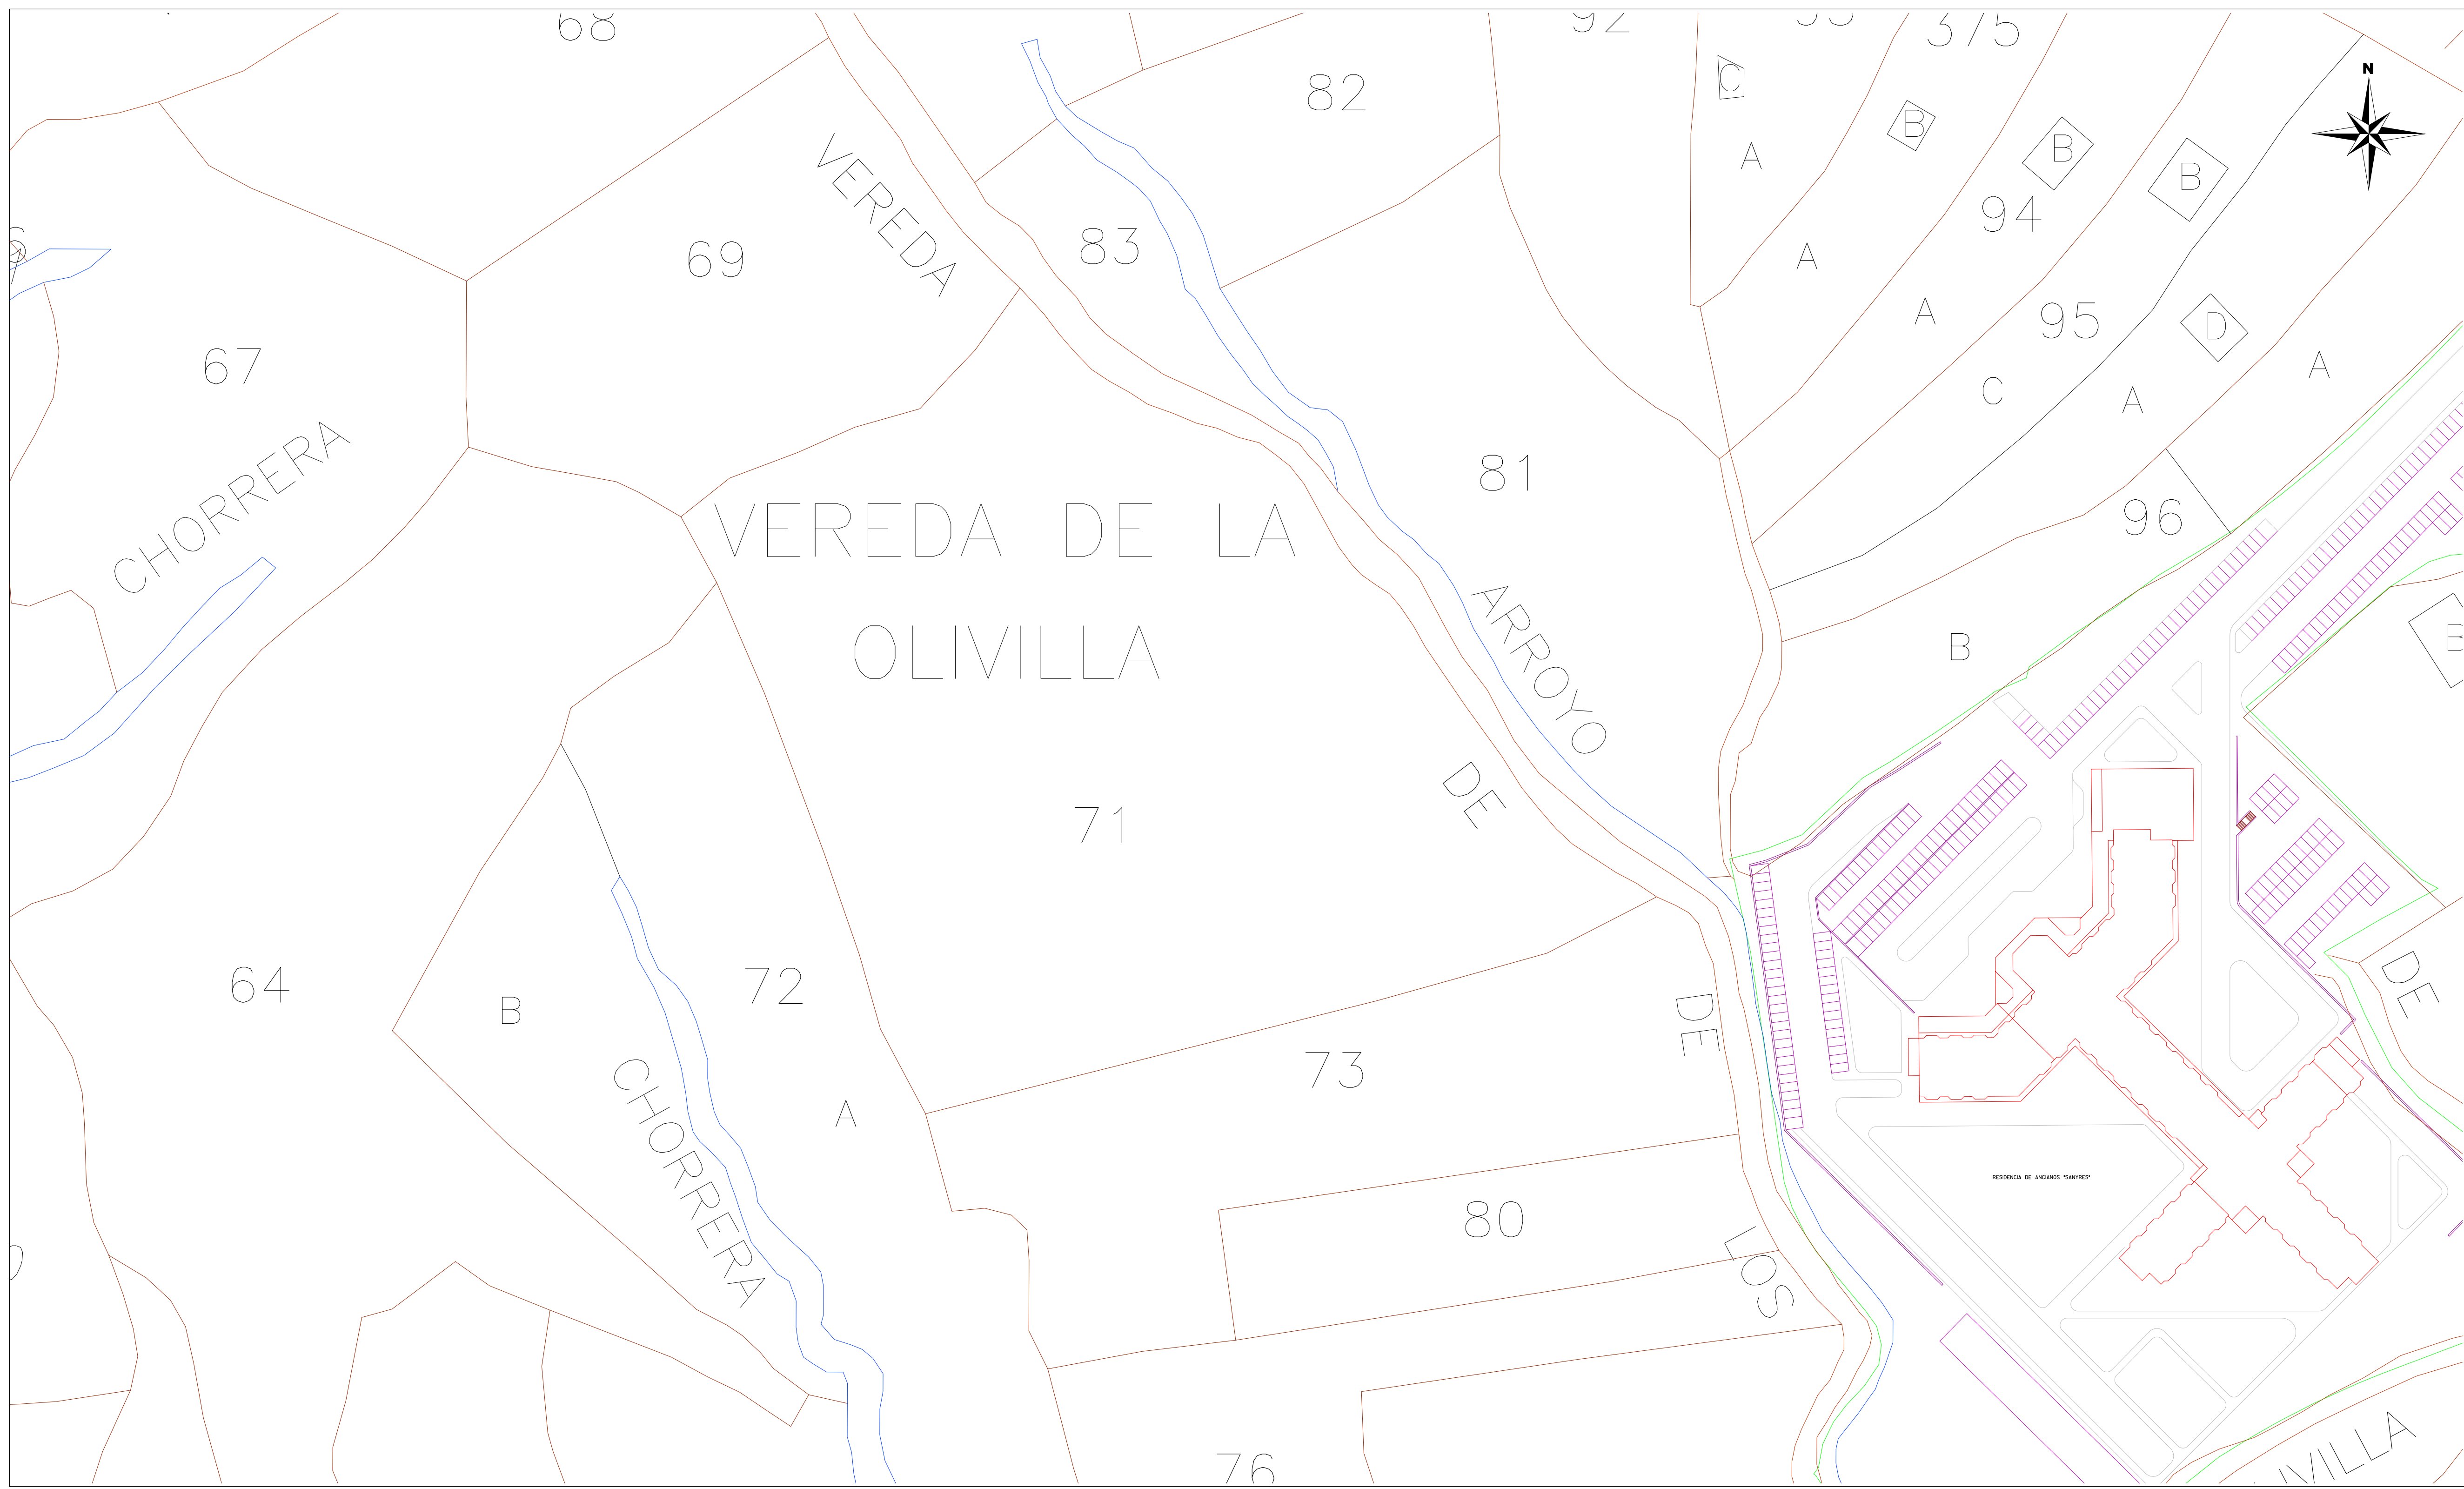 68
92
375
N
C
82
B
B
B
A
VEREDA
94
69
83
A
A
95
D
67
A
C
A
CHORRERA
81
96
VEREDA DE LA
OLIVILLA
ARROYO
B
DE
71
64
B
72
DE
DE
73
A
CHORRERA
RESIDENCIA DE ANCIANOS "SANYRES"
80
LOS
76